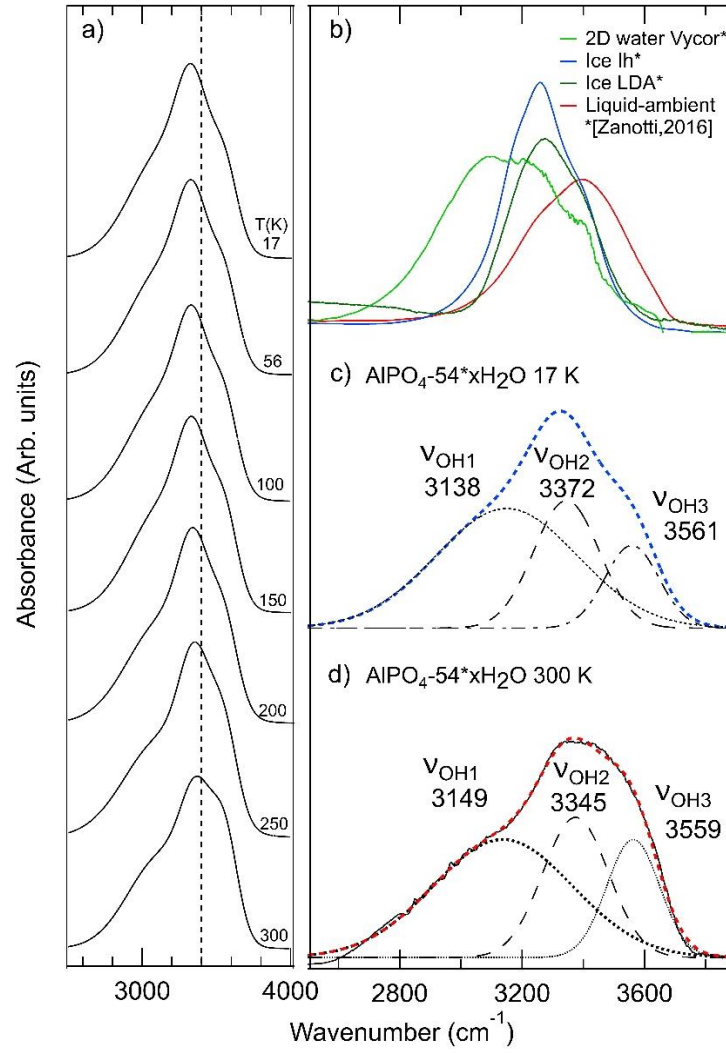 a)
T(K)
17
56
100
150
200
250
300
Absorbance (Arb. units)
3000
4000
b)
2D water Vycor*
Ice Ih*
Ice LDA*
Liquid-ambient
*[Zanotti,2016]
c) AlPO4-54*xH2O 17 K
νOH1
3138
νOH2
3372
νOH3
3561
d) AlPO4-54*xH2O 300 K
νOH1
3149
νOH2
3345
νOH3
3559
2800
3200
3600
Wavenumber (cm-1)